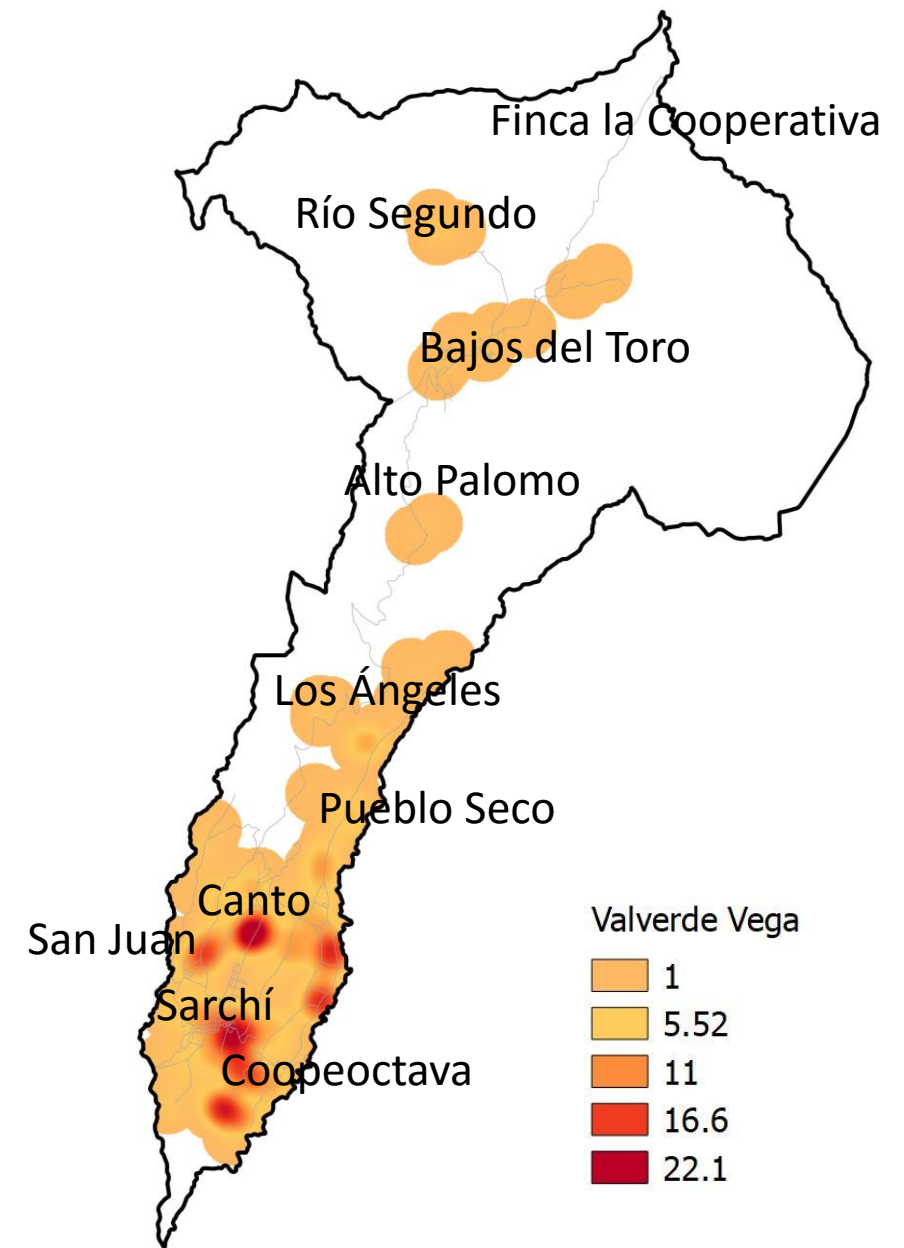 Finca la Cooperativa
Río Segundo
Bajos del Toro
Alto Palomo
Los Ángeles
Pueblo Seco
Canto
San Juan
Sarchí
Coopeoctava
Valverde Vega
1
5.52
11
16.6
22.1